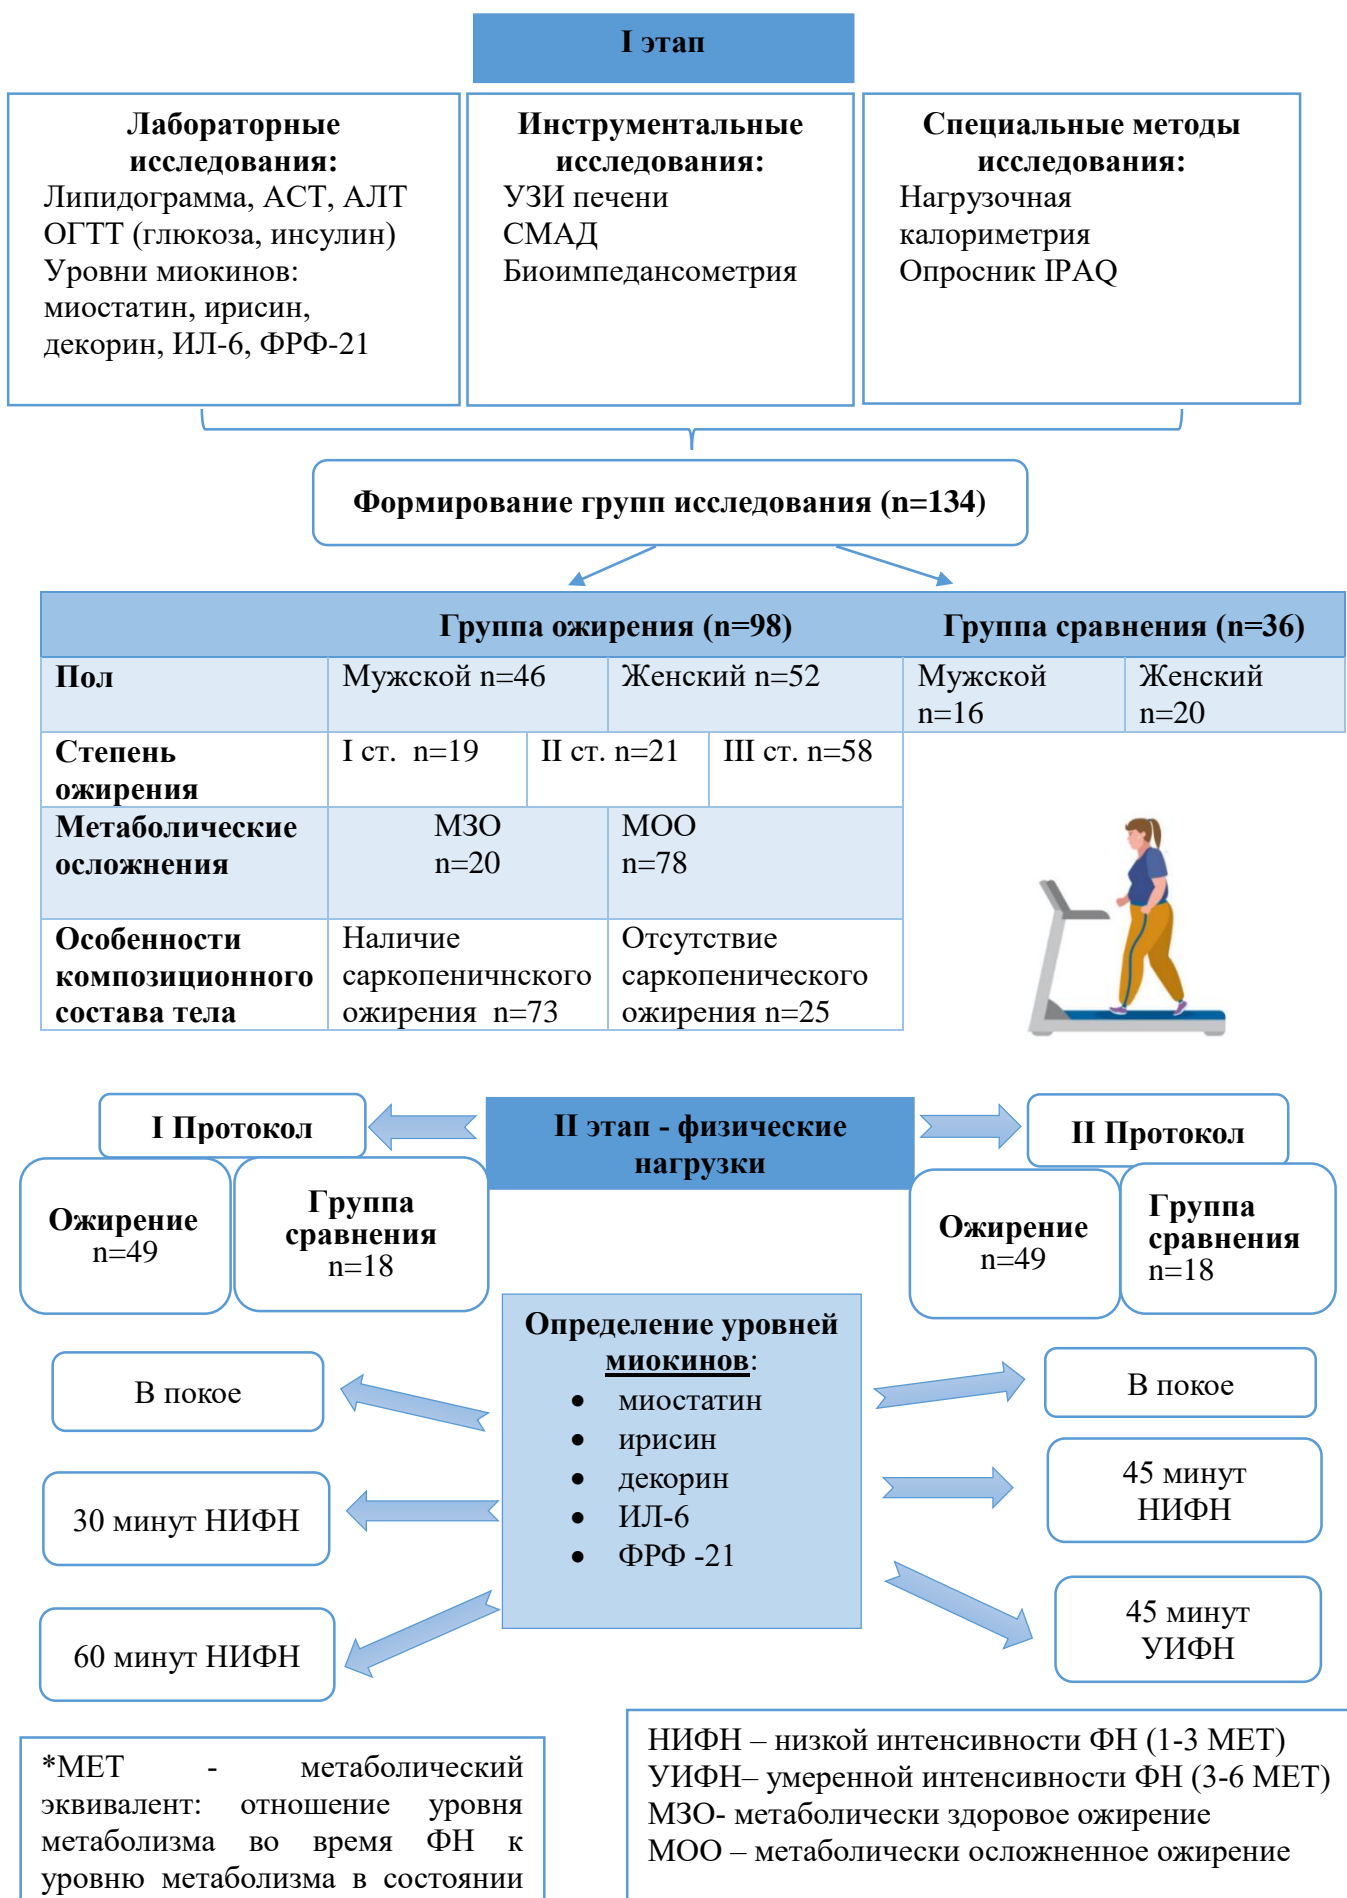 I этап
Лабораторные
исследования:
Липидограмма, АСТ, АЛТ
ОГТТ (глюкоза, инсулин)
Уровни миокинов:
миостатин, ирисин,
декорин, ИЛ-6, ФРФ-21
Инструментальные
исследования:
УЗИ печени
СМАД
Биоимпедансометрия
Специальные методы
исследования:
Нагрузочная
калориметрия
Опросник IPAQ
Формирование групп исследования (n=134)
Группа ожирения (n=98)
Группа сравнения (n=36)
Пол
Мужской n=46
Женский n=52
Мужской
n=16
Женский
n=20
Степень
ожирения
I ст. n=19
II ст. n=21
III ст. n=58
Метаболические
осложнения
МЗО
n=20
МОО
n=78
Особенности
композиционного
состава тела
Наличие
саркопеничнского
ожирения n=73
Отсутствие
саркопенического
ожирения n=25
II этап - физические
нагрузки
I Протокол
Ожирение
n=49
Группа
сравнения
n=18
II Протокол
Ожирение
n=49
Группа
сравнения
n=18
Определение уровней
миокинов:
• миостатин
• ирисин
• декорин
• ИЛ-6
• ФРФ -21
В покое
30 минут НИФН
60 минут НИФН
В покое
45 минут
НИФН
45 минут
УИФН
*МЕТ - метаболический
эквивалент: отношение уровня
метаболизма во время ФН к
уровню метаболизма в состоянии
НИФН – низкой интенсивности ФН (1-3 МЕТ)
УИФН– умеренной интенсивности ФН (3-6 МЕТ)
МЗО- метаболически здоровое ожирение
МОО – метаболически осложненное ожирение